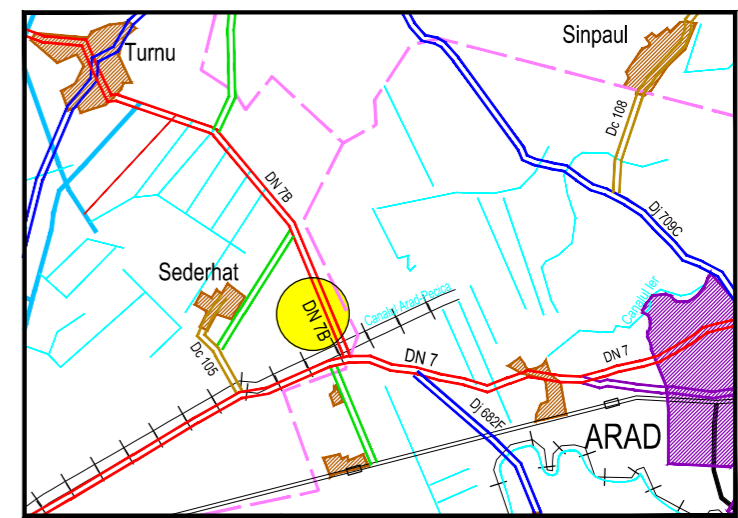 Turnu
Sinpaul
Dc 108
DN 7B
Dj 709C
Sederhat
DN 7B
Canalul Arad-Pecica
Canalul Ier
Dc 105
DN 7
DN 7
Dj 682F
ARAD